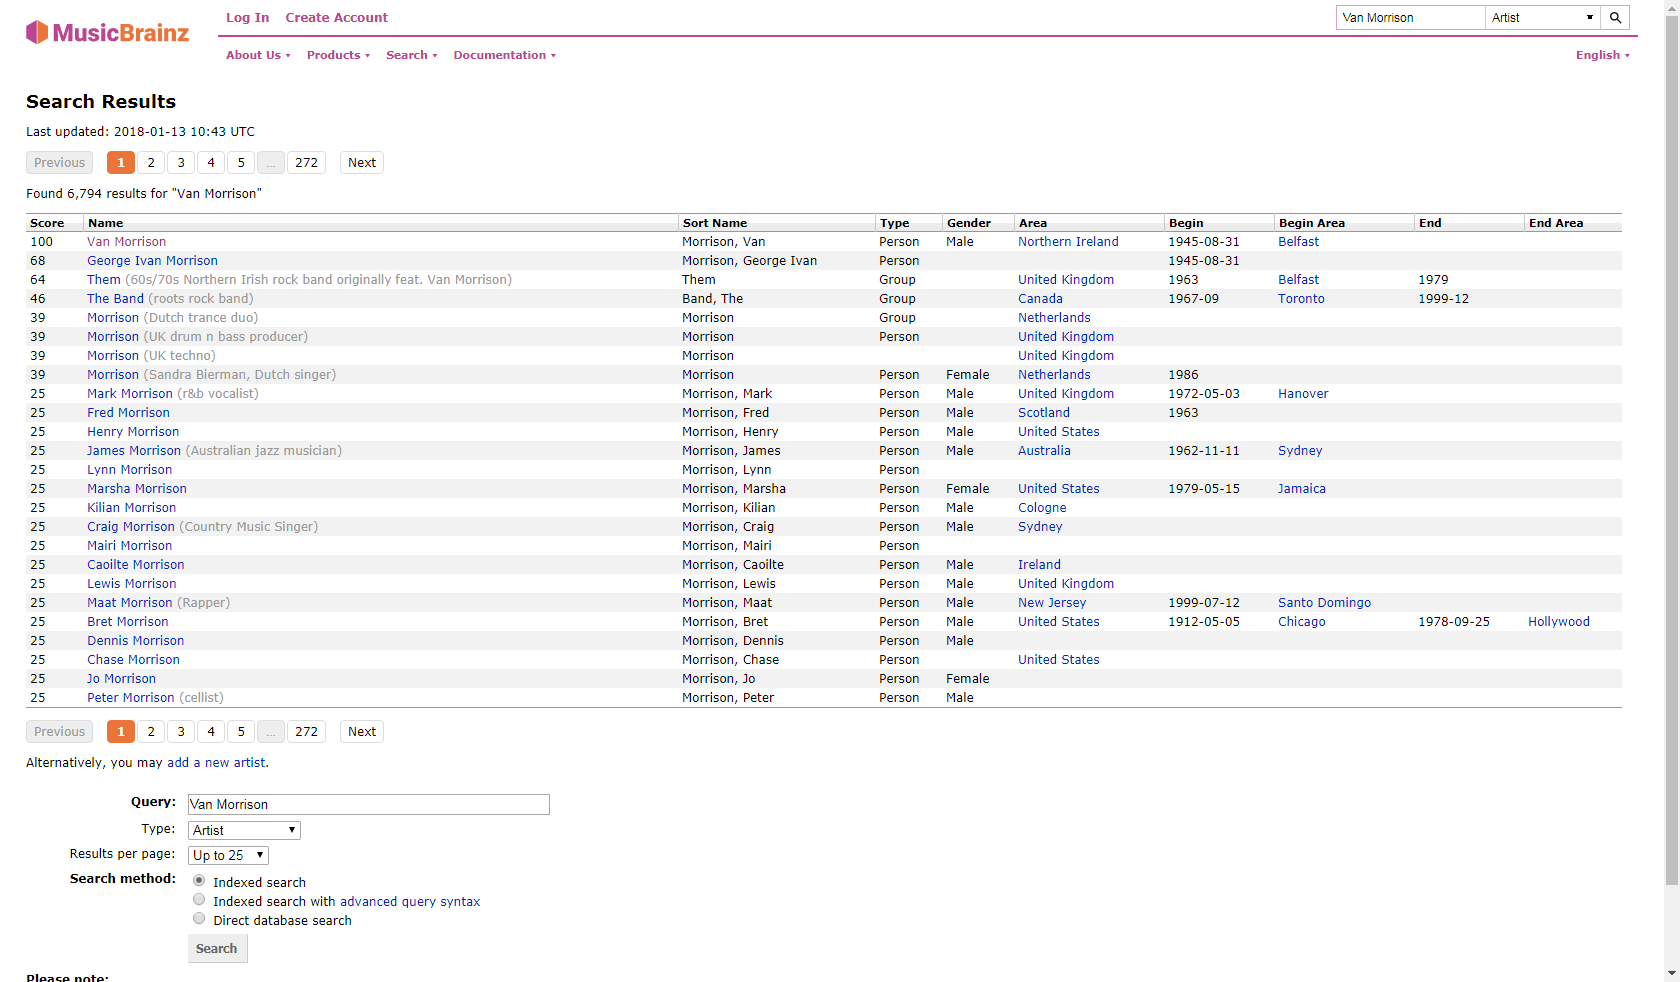 MusicBrainz
Log In Create Account
Van Morrison Artist
About Us Products Search Documentation English
Search Results
Last updated: 2018-01-13 10:43 UTC
Previous 1 2 3 4 5 ... 272 Next
Found 6,794 results for "Van Morrison"
Score Name Sort Name Type Gender Area Begin Begin Area End End Area
100 Van Morrison Morrison, Van Person Male Northern Ireland 1945-08-31 Belfast
68 George Ivan Morrison Morrison, George Ivan Person 1945-08-31
64 Them (60s/70s Northern Irish rock band originally feat. Van Morrison) Them Group United Kingdom 1963 Belfast 1979
46 The Band (roots rock band) Band, The Group Canada 1967-09 Toronto 1999-12
39 Morrison (Dutch trance duo) Morrison Group Netherlands
39 Morrison (UK drum n bass producer) Morrison Person United Kingdom
39 Morrison (UK techno) Morrison United Kingdom
39 Morrison (Sandra Bierman, Dutch singer) Morrison Person Female Netherlands 1986
25 Mark Morrison (r&b vocalist) Morrison, Mark Person Male United Kingdom 1972-05-03 Hanover
25 Fred Morrison Morrison, Fred Person Male Scotland 1963
25 Henry Morrison Morrison, Henry Person Male United States
25 James Morrison (Australian jazz musician) Morrison, James Person Male Australia 1962-11-11 Sydney
25 Lynn Morrison Morrison, Lynn Person
25 Marsha Morrison Morrison, Marsha Person Female United States 1979-05-15 Jamaica
25 Kilian Morrison Morrison, Kilian Person Male Cologne
25 Craig Morrison (Country Music Singer) Morrison, Craig Person Male Sydney
25 Mairi Morrison Morrison, Mairi Person
25 Caoilte Morrison Morrison, Caoilte Person Male Ireland
25 Lewis Morrison Morrison, Lewis Person Male United Kingdom
25 Maat Morrison (Rapper) Morrison, Maat Person Male New Jersey 1999-07-12 Santo Domingo
25 Bret Morrison Morrison, Bret Person Male United States 1912-05-05 Chicago 1978-09-25 Hollywood
25 Dennis Morrison Morrison, Dennis Person Male
25 Chase Morrison Morrison, Chase Person United States
25 Jo Morrison Morrison, Jo Person Female
25 Peter Morrison (cellist) Morrison, Peter Person Male
Previous 1 2 3 4 5 ... 272 Next
Alternatively, you may add a new artist.
Query: Van Morrison
Type: Artist
Results per page: Up to 25
Search method: Indexed search
Indexed search with advanced query syntax
Direct database search
Search
Please note: